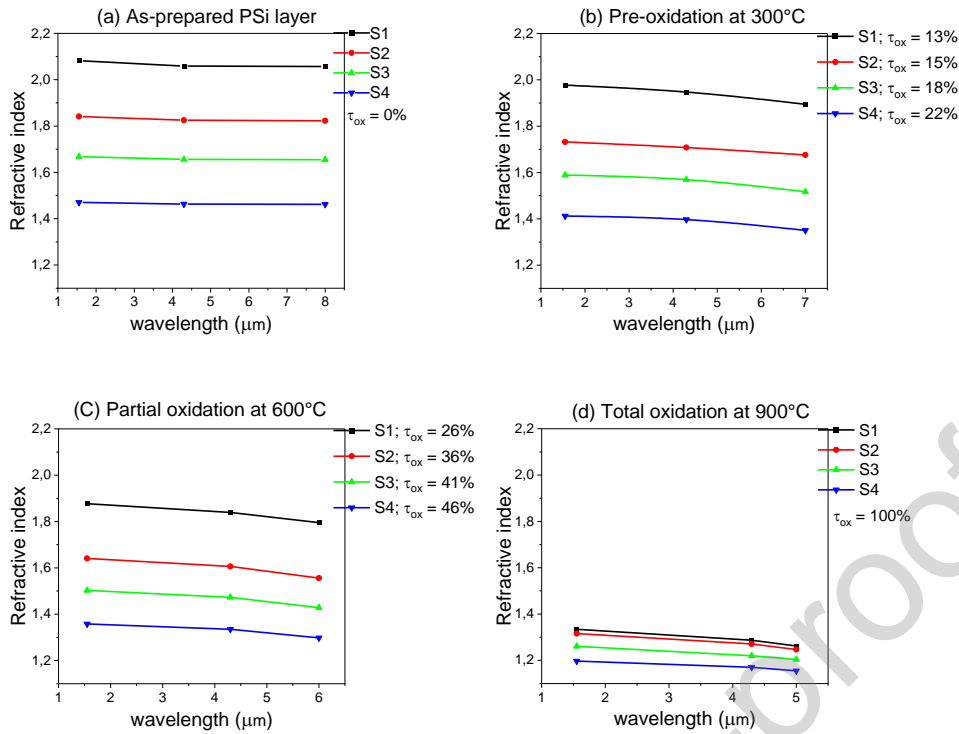 (a) As-prepared PSi layer
2,2
2,0
1,8
1,6
1,4
1,2
Refractive index
1 2 3 4 5 6 7 8
wavelength (μm)
S1
S2
S3
S4
τox = 0%
(b) Pre-oxidation at 300°C
2,2
2,0
1,8
1,6
1,4
1,2
Refractive index
1 2 3 4 5 6 7
wavelength (μm)
S1; τox = 13%
S2; τox = 15%
S3; τox = 18%
S4; τox = 22%
(C) Partial oxidation at 600°C
2,2
2,0
1,8
1,6
1,4
1,2
Refractive index
1 2 3 4 5 6
wavelength (μm)
S1; τox = 26%
S2; τox = 36%
S3; τox = 41%
S4; τox = 46%
(d) Total oxidation at 900°C
2,2
2,0
1,8
1,6
1,4
1,2
Refractive index
1 2 3 4 5
wavelength (μm)
S1
S2
S3
S4
τox = 100%
proof